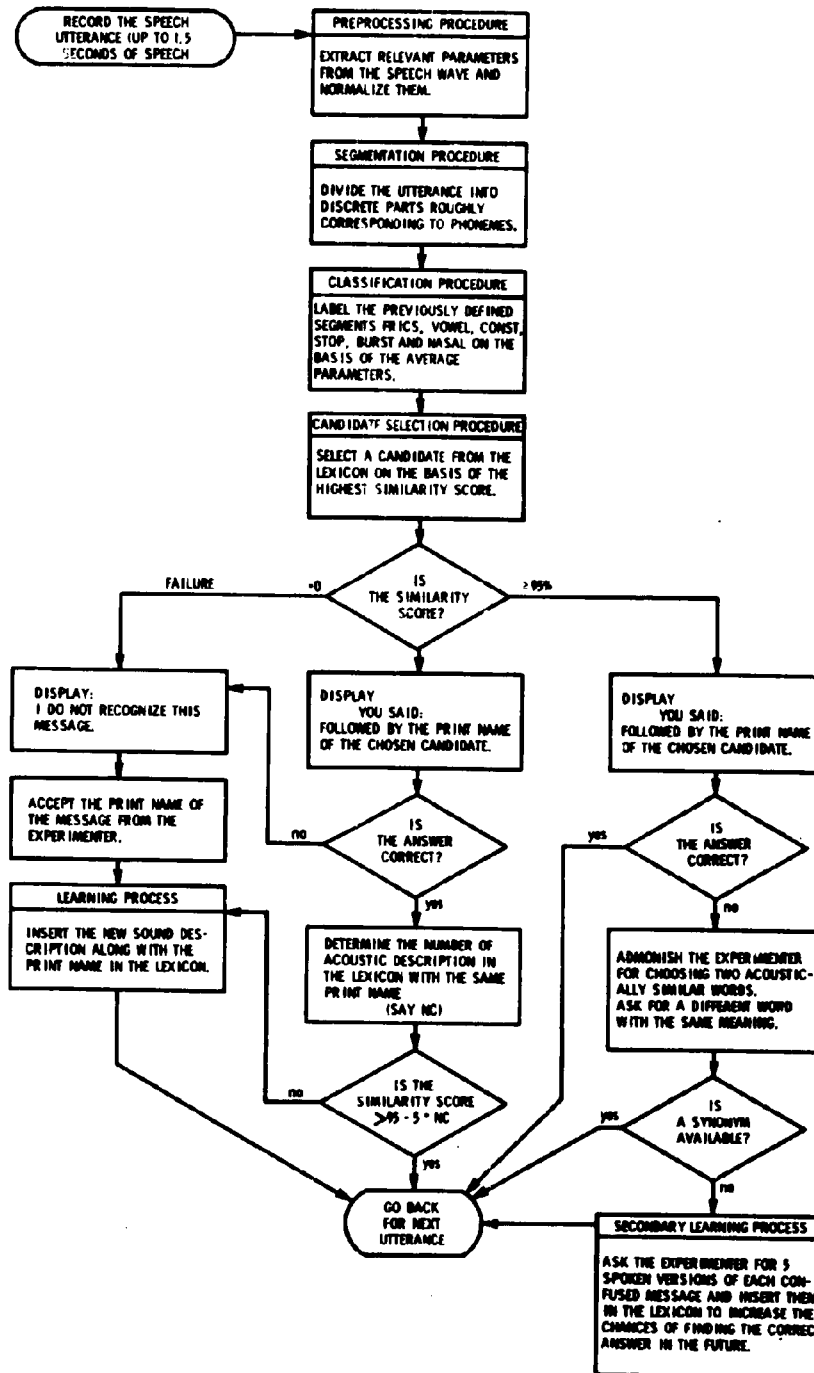 RECORD THE SPEECH
UTTERANCE (UP TO 1.5
SECONDS OF SPEECH
PREPROCESSING PROCEDURE
EXTRACT RELEVANT PARAMETERS
FROM THE SPEECH WAVE AND
NORMALIZE THEM.
SEGMENTATION PROCEDURE
DIVIDE THE UTTERANCE INTO
DISCRETE PARTS ROUGHLY
CORRESPONDING TO PHONEMES.
CLASSIFICATION PROCEDURE
LABEL THE PREVIOUSLY DEFINED
SEGMENTS FRICS, VOWEL, CONST,
STOP, BURST AND NASAL ON THE
BASIS OF THE AVERAGE
PARAMETERS.
CANDIDATE SELECTION PROCEDURE
SELECT A CANDIDATE FROM THE
LEXICON ON THE BASIS OF THE
HIGHEST SIMILARITY SCORE.
FAILURE
=0
IS
THE SIMILARITY
SCORE?
≥ 95%
DISPLAY:
I DO NOT RECOGNIZE THIS
MESSAGE.
DISPLAY
YOU SAID:
FOLLOWED BY THE PRINT NAME
OF THE CHOSEN CANDIDATE.
DISPLAY
YOU SAID:
FOLLOWED BY THE PRINT NAME
OF THE CHOSEN CANDIDATE.
ACCEPT THE PRINT NAME OF
THE MESSAGE FROM THE
EXPERIMENTER.
no
IS
THE ANSWER
CORRECT?
yes
yes
IS
THE ANSWER
CORRECT?
no
LEARNING PROCESS
INSERT THE NEW SOUND DES-
CRIPTION ALONG WITH THE
PRINT NAME IN THE LEXICON.
DETERMINE THE NUMBER OF
ACOUSTIC DESCRIPTION IN
THE LEXICON WITH THE SAME
PRINT NAME
(SAY NC)
ADMONISH THE EXPERIMENTER
FOR CHOOSING TWO ACOUSTIC-
ALLY SIMILAR WORDS.
ASK FOR A DIFFERENT WORD
WITH THE SAME MEANING.
no
IS THE
SIMILARITY SCORE
≥95 - 5 * NC
yes
yes
IS
A SYNONYM
AVAILABLE?
no
GO BACK
FOR NEXT
UTTERANCE
SECONDARY LEARNING PROCESS
ASK THE EXPERIMENTER FOR 5
SPOKEN VERSIONS OF EACH CON-
FUSED MESSAGE AND INSERT THEM
IN THE LEXICON TO INCREASE THE
CHANCES OF FINDING THE CORREC
ANSWER IN THE FUTURE.